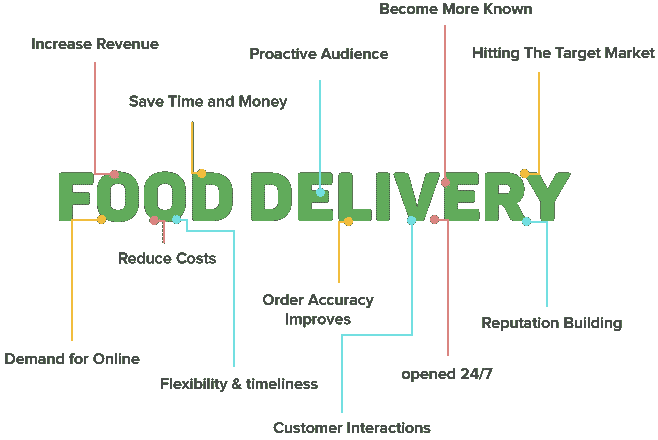 Become More Known
Increase Revenue
Proactive Audience
Hitting The Target Market
Save Time and Money
FOOD DELIVERY
Reduce Costs
Order Accuracy
Improves
Reputation Building
Demand for Online
opened 24/7
Flexibility & timeliness
Customer Interactions